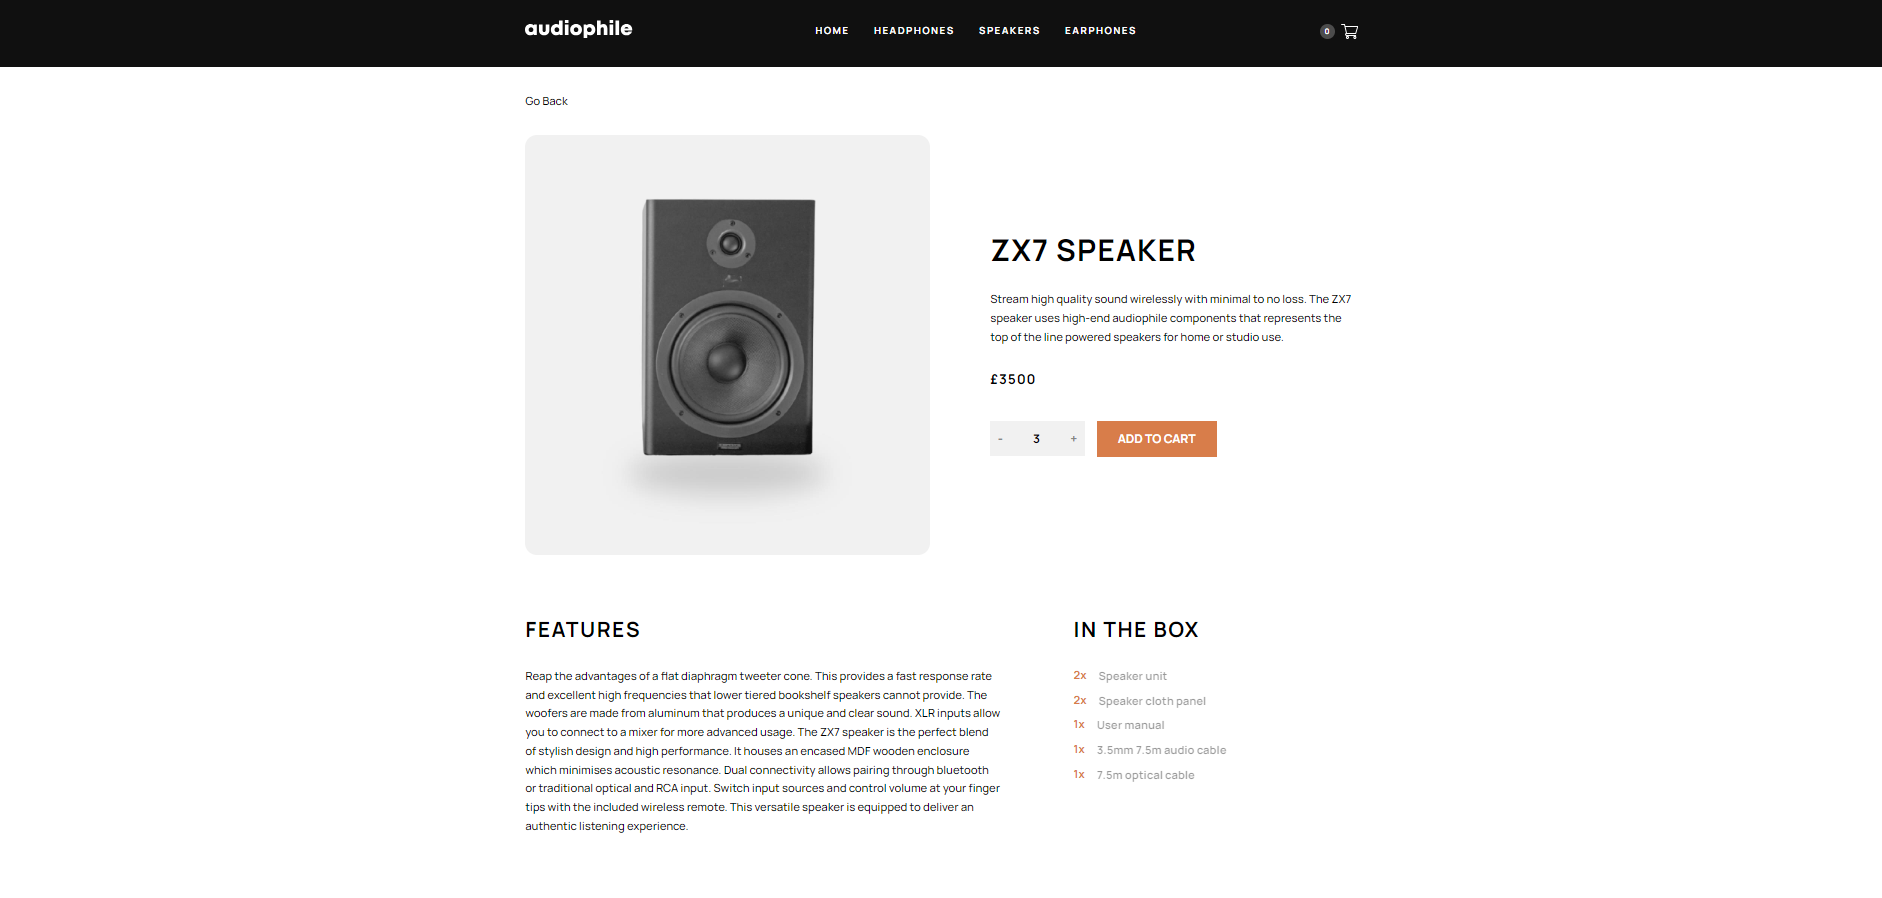 audiophile
HOME HEADPHONES SPEAKERS EARPHONES
0
Go Back
ZX7 SPEAKER
Stream high quality sound wirelessly with minimal to no loss. The ZX7
speaker uses high-end audiophile components that represents the
top of the line powered speakers for home or studio use.
£3500
- 3 + ADD TO CART
FEATURES
Reap the advantages of a flat diaphragm tweeter cone. This provides a fast response rate
and excellent high frequencies that lower tiered bookshelf speakers cannot provide. The
woofers are made from aluminum that produces a unique and clear sound. XLR inputs allow
you to connect to a mixer for more advanced usage. The ZX7 speaker is the perfect blend
of stylish design and high performance. It houses an encased MDF wooden enclosure
which minimises acoustic resonance. Dual connectivity allows pairing through bluetooth
or traditional optical and RCA input. Switch input sources and control volume at your finger
tips with the included wireless remote. This versatile speaker is equipped to deliver an
authentic listening experience.
IN THE BOX
2x Speaker unit
2x Speaker cloth panel
1x User manual
1x 3.5mm 7.5m audio cable
1x 7.5m optical cable